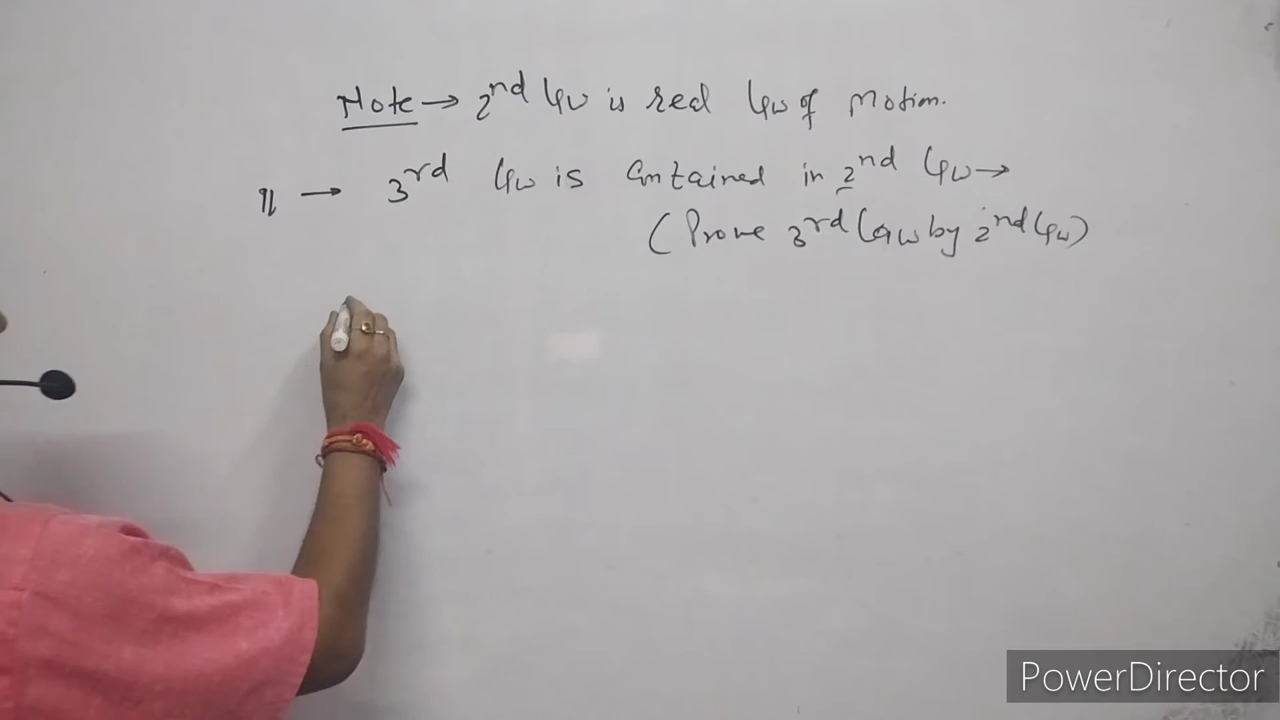 Note → 2nd Law is real Law of Motion.
II → 3rd Law is Contained in 2nd Law →
(Prove 3rd Law by 2nd Law)
PowerDirector